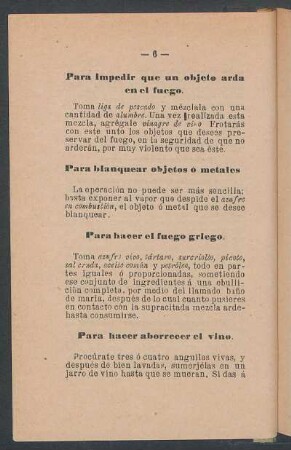 — 6 —
Para impedir que un objeto arda
en el fuego.
Toma liga de pescado y mézclala con una
cantidad de alumbre. Una vez realizada esta
mezcla, agrégale vinagre de vino Frotarás
con este unto los objetos que desees pre-
servar del fuego, en la seguridad de que no
arderán, por muy violento que sea éste.
Para blanquear objetos ó metales
La operación no puede ser más sencilla;
basta exponer al vapor que despide el azufre
en combustión, el objeto ó metal que se desee
blanquear.
Para hacer el fuego griego.
Toma azufre vivo, tártaro,
sal cruda, aceite común y petróleo, todo en par-
tes iguales ó proporcionadas, sometiendo
ese conjunto de ingredientes á una ebulli-
ción completa, por medio del llamado baño
de maría, después de lo cual cuanto pusieres
en contacto con la supracitada mezcla arde-
hasta consumirse.
Para hacer aborrecer el vino.
Procúrate tres ó cuatro anguilas vivas, y
después de bien lavadas, sumerjelas en un
jarro de vino hasta que se mueran. Si das á